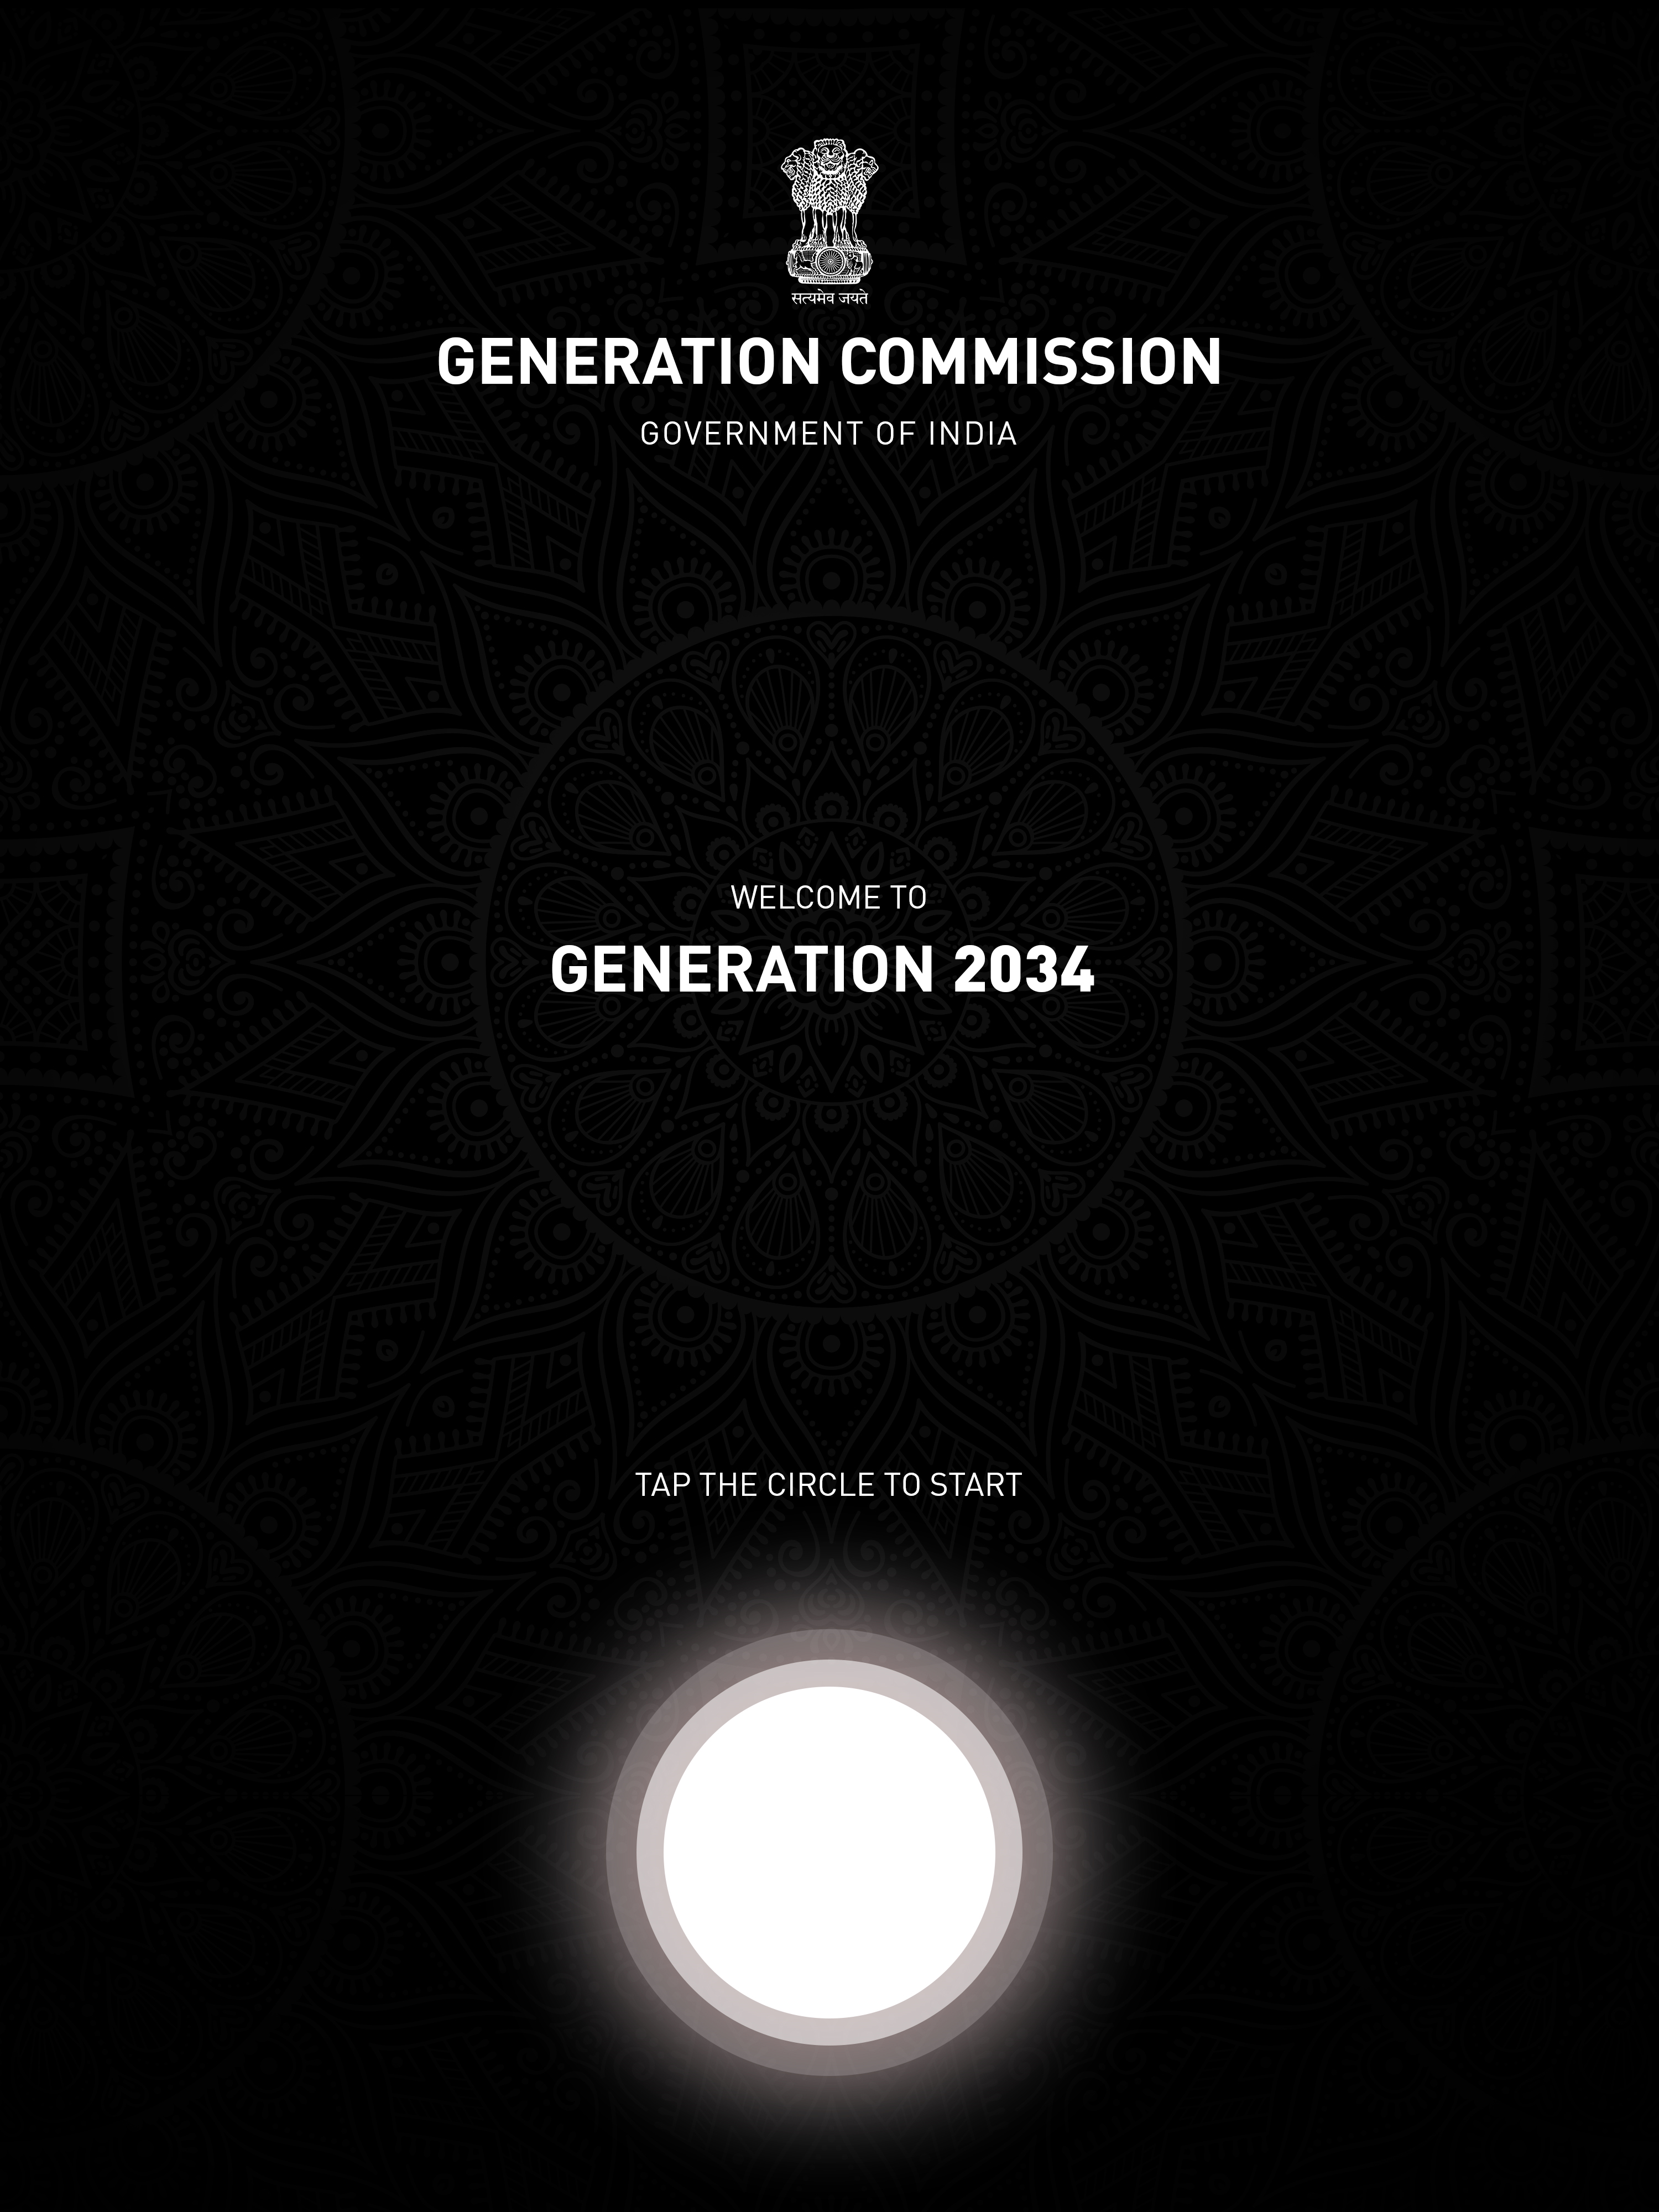 सत्यमेव जयते
GENERATION COMMISSION
GOVERNMENT OF INDIA
WELCOME TO
GENERATION 2034
TAP THE CIRCLE TO START